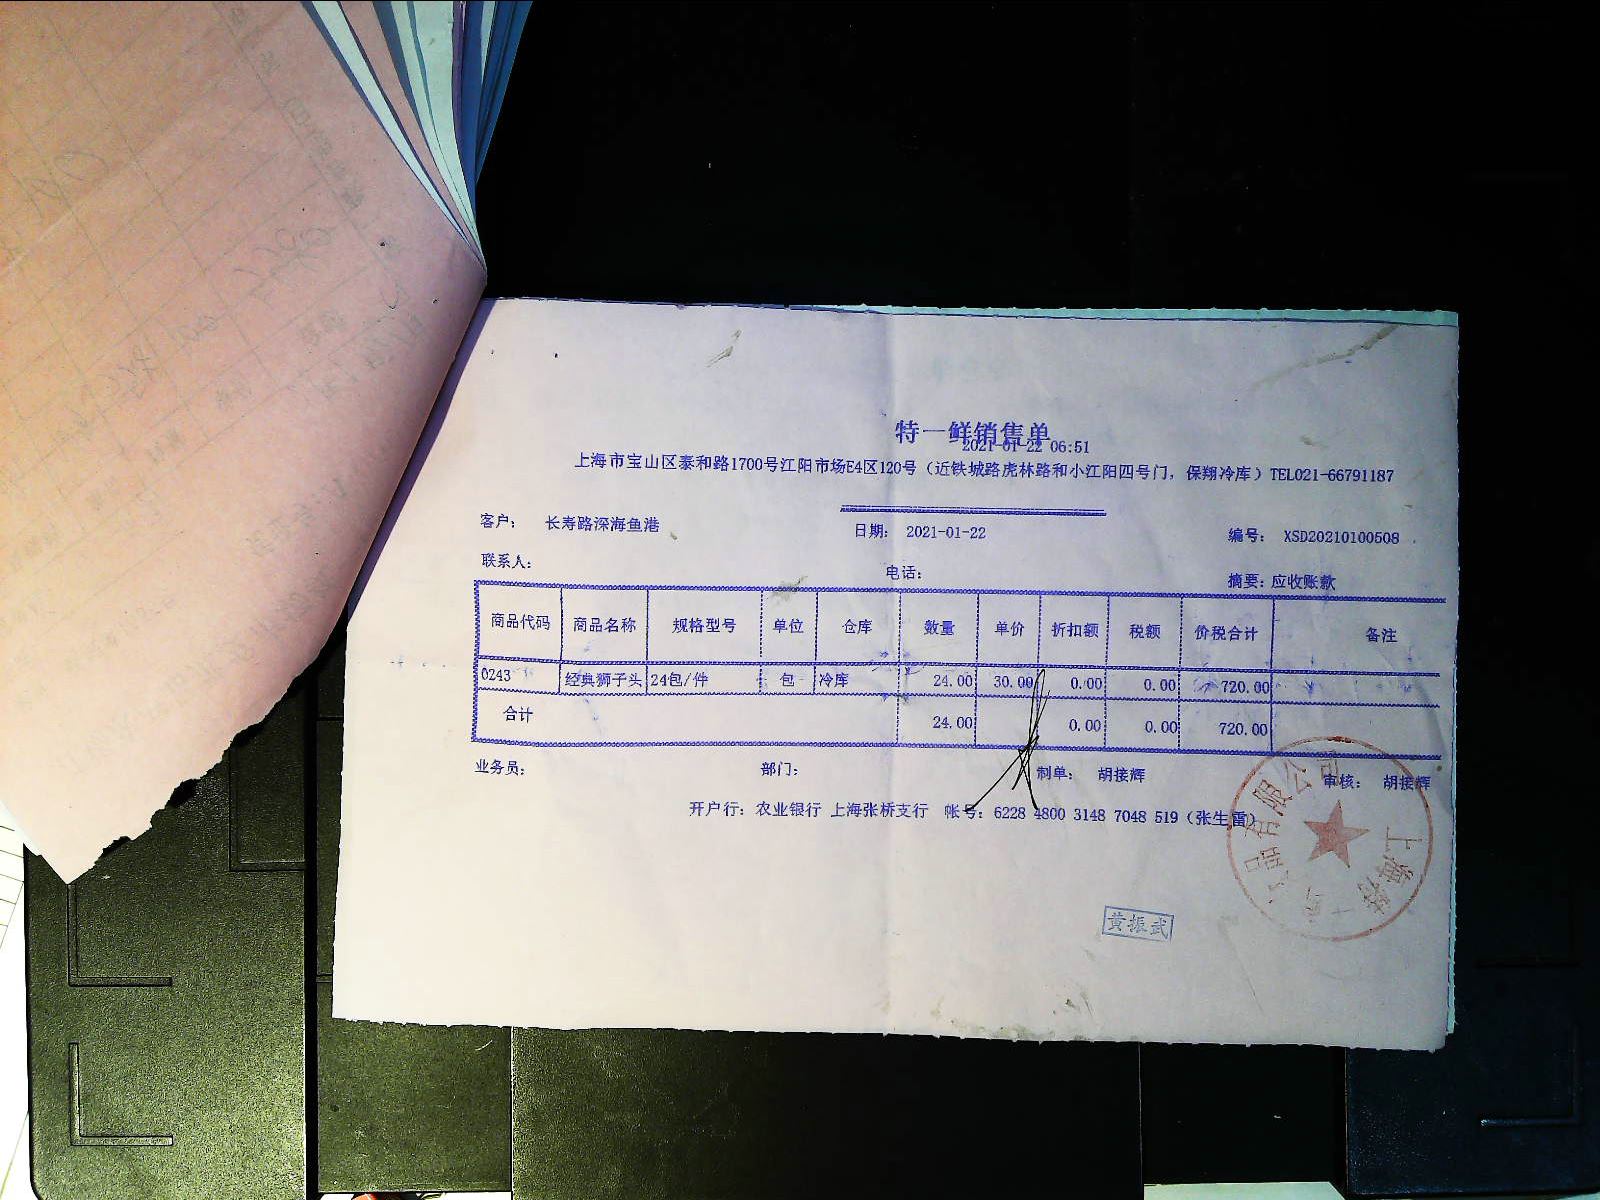 特一鲜销售单
2021-01-22 06:51
上海市宝山区泰和路1700号江阳市场E4区120号（近铁城路虎林路和小江阳四号门，保翔冷库）TEL021-66791187
客户： 长寿路深海鱼港 日期： 2021-01-22 编号： XSD20210100508
联系人： 电话： 摘要：应收账款
商品代码 商品名称 规格型号 单位 仓库 数量 单价 折扣额 税额 价税合计 备注
0243 经典狮子头 24包/件 包 冷库 24.00 30.00 0.00 0.00 720.00
合计 24.00 0.00 0.00 720.00
业务员： 部门： 制单： 胡接辉 审核： 胡接辉
开户行：农业银行 上海张桥支行 帐号：6228 4800 3148 7048 519（张生雷）
黄振武